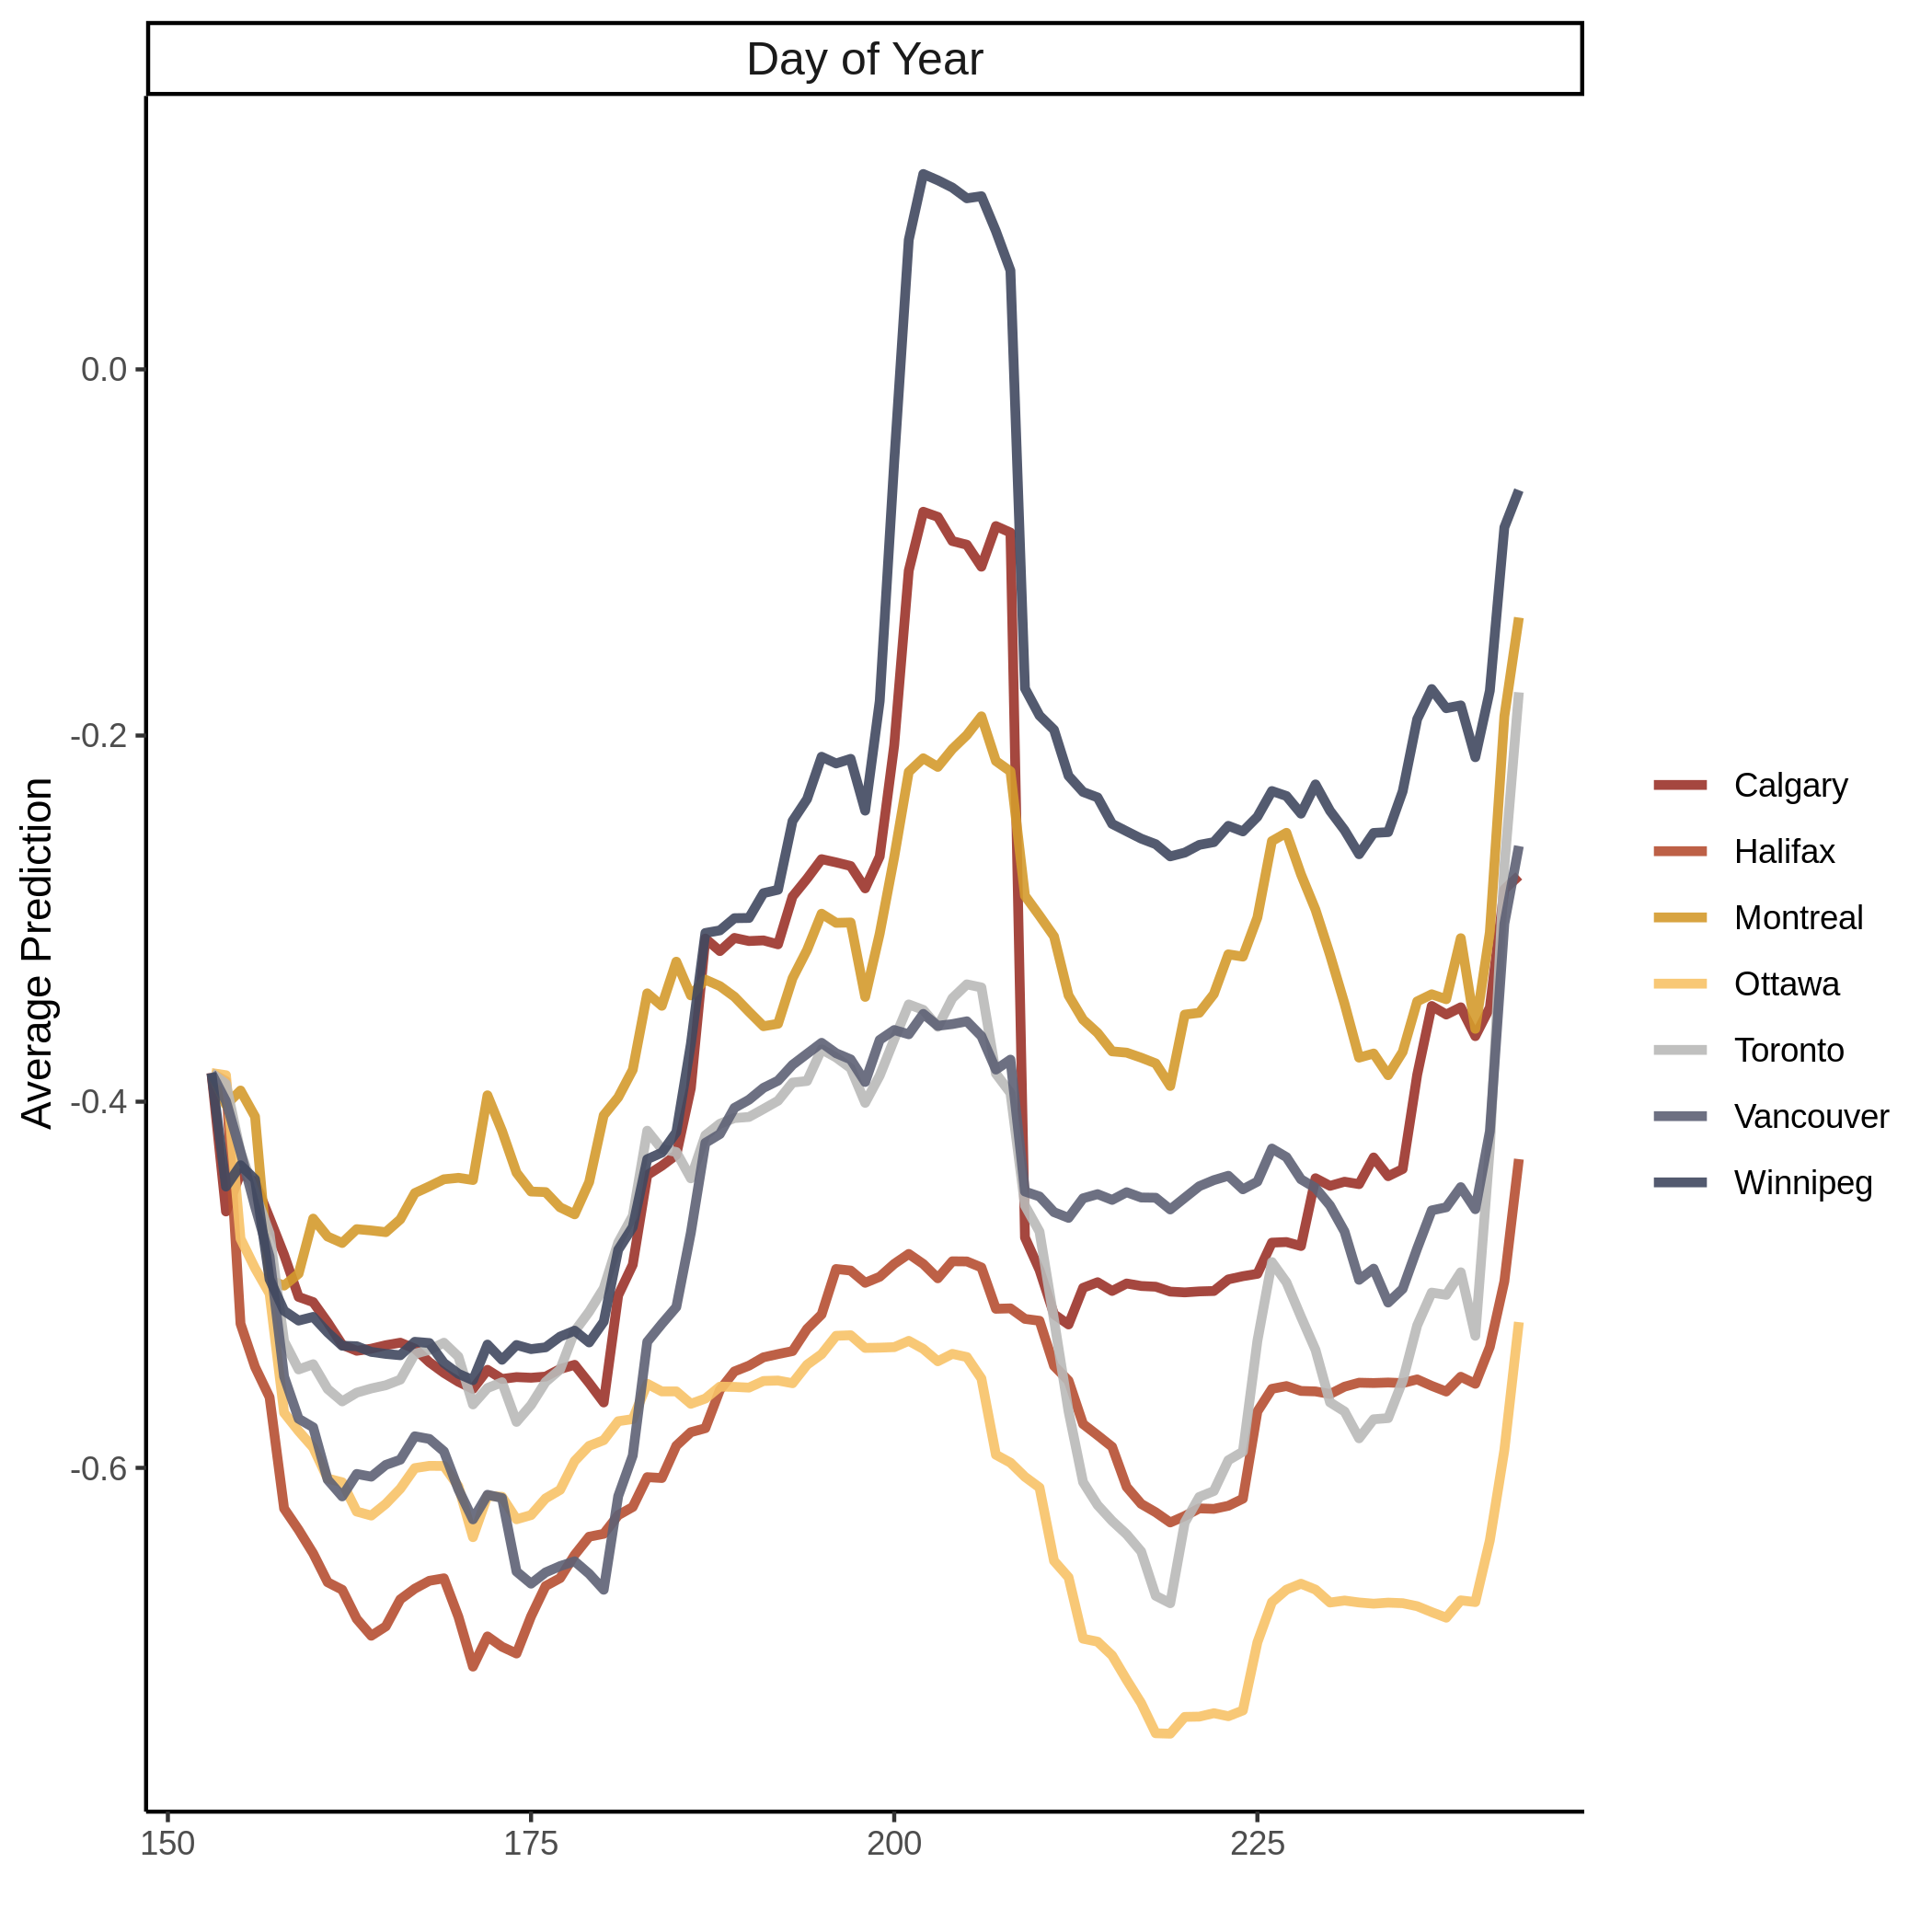 Day of Year
Average Prediction
0.0
-0.2
-0.4
-0.6
150
175
200
225
Calgary
Halifax
Montreal
Ottawa
Toronto
Vancouver
Winnipeg